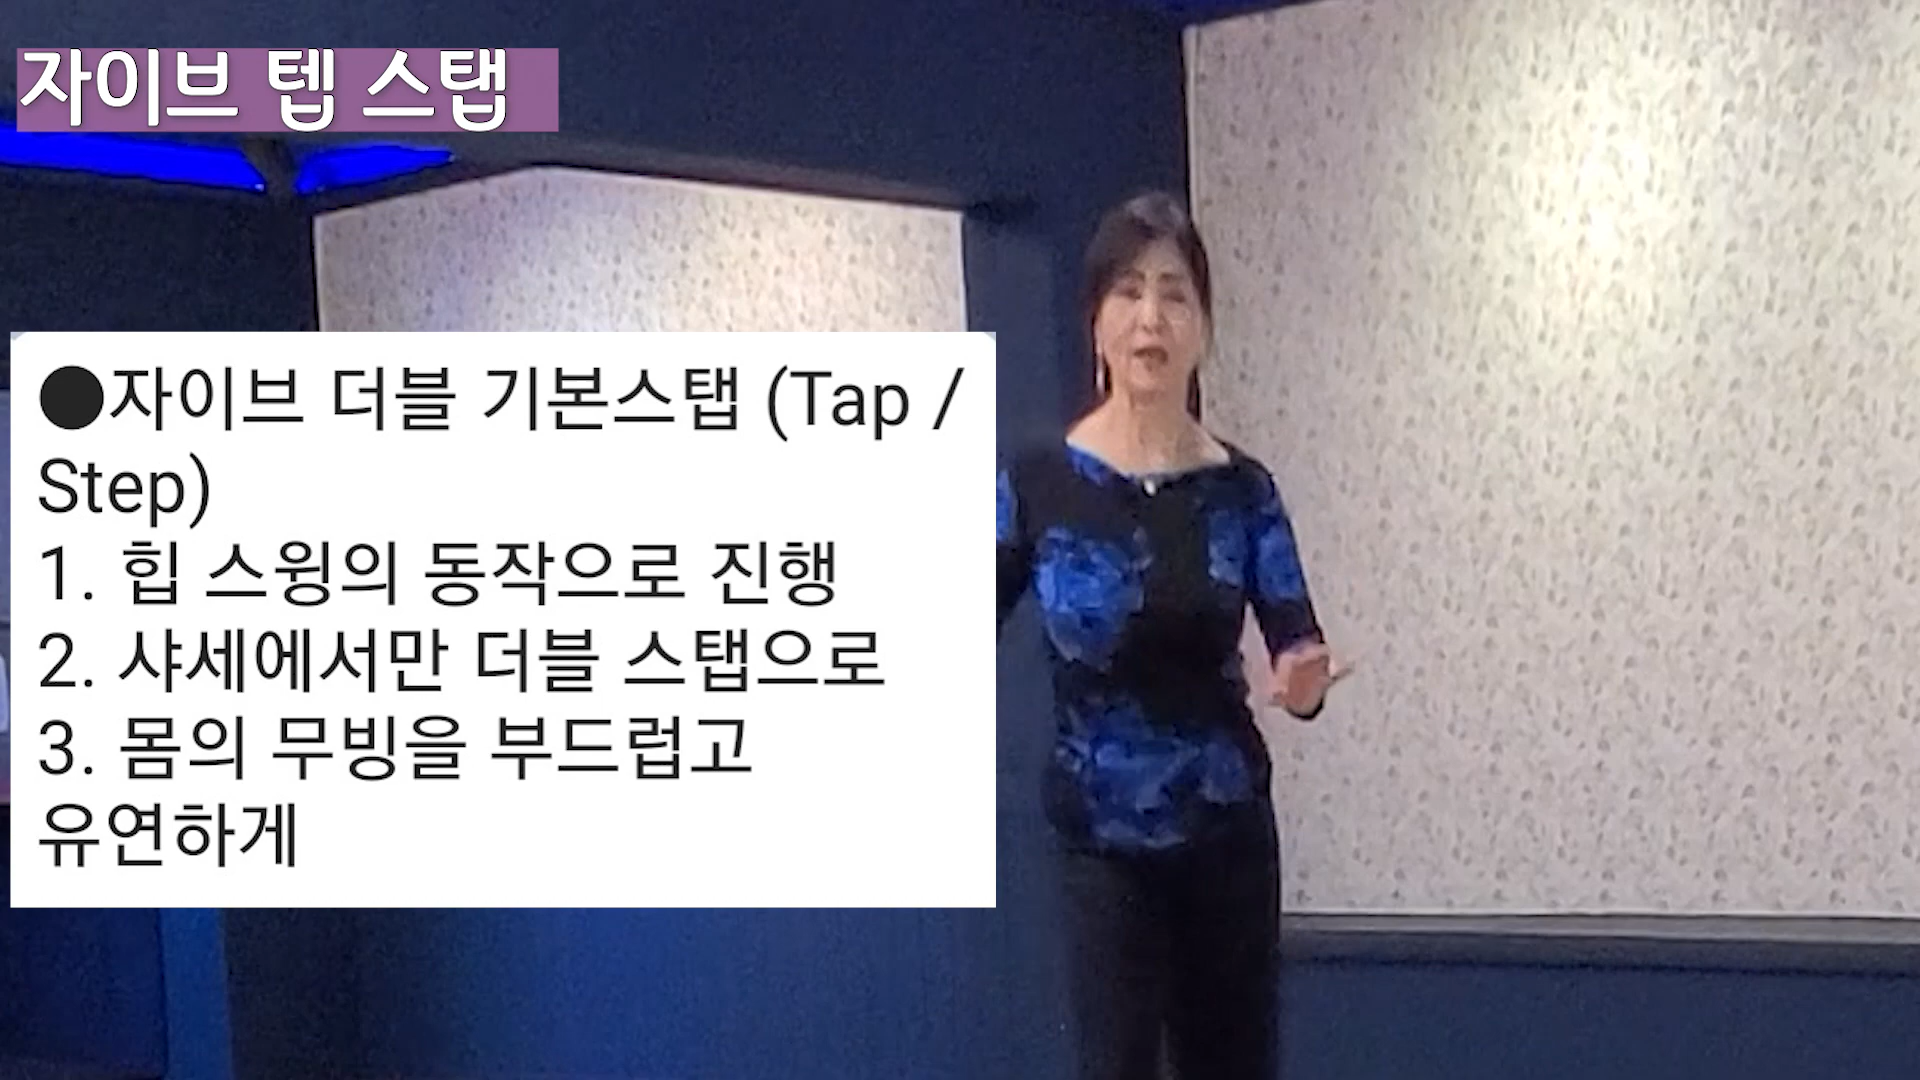 자이브 텝 스탭
●자이브 더블 기본스탭 (Tap /
Step)
1. 힙 스윙의 동작으로 진행
2. 샤세에서만 더블 스탭으로
3. 몸의 무빙을 부드럽고
유연하게